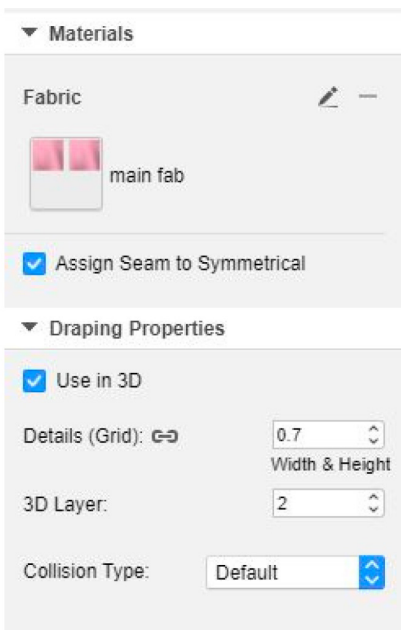 Materials
Fabric
main fab
Assign Seam to Symmetrical
Draping Properties
Use in 3D
Details (Grid): 0.7
Width & Height
3D Layer: 2
Collision Type: Default